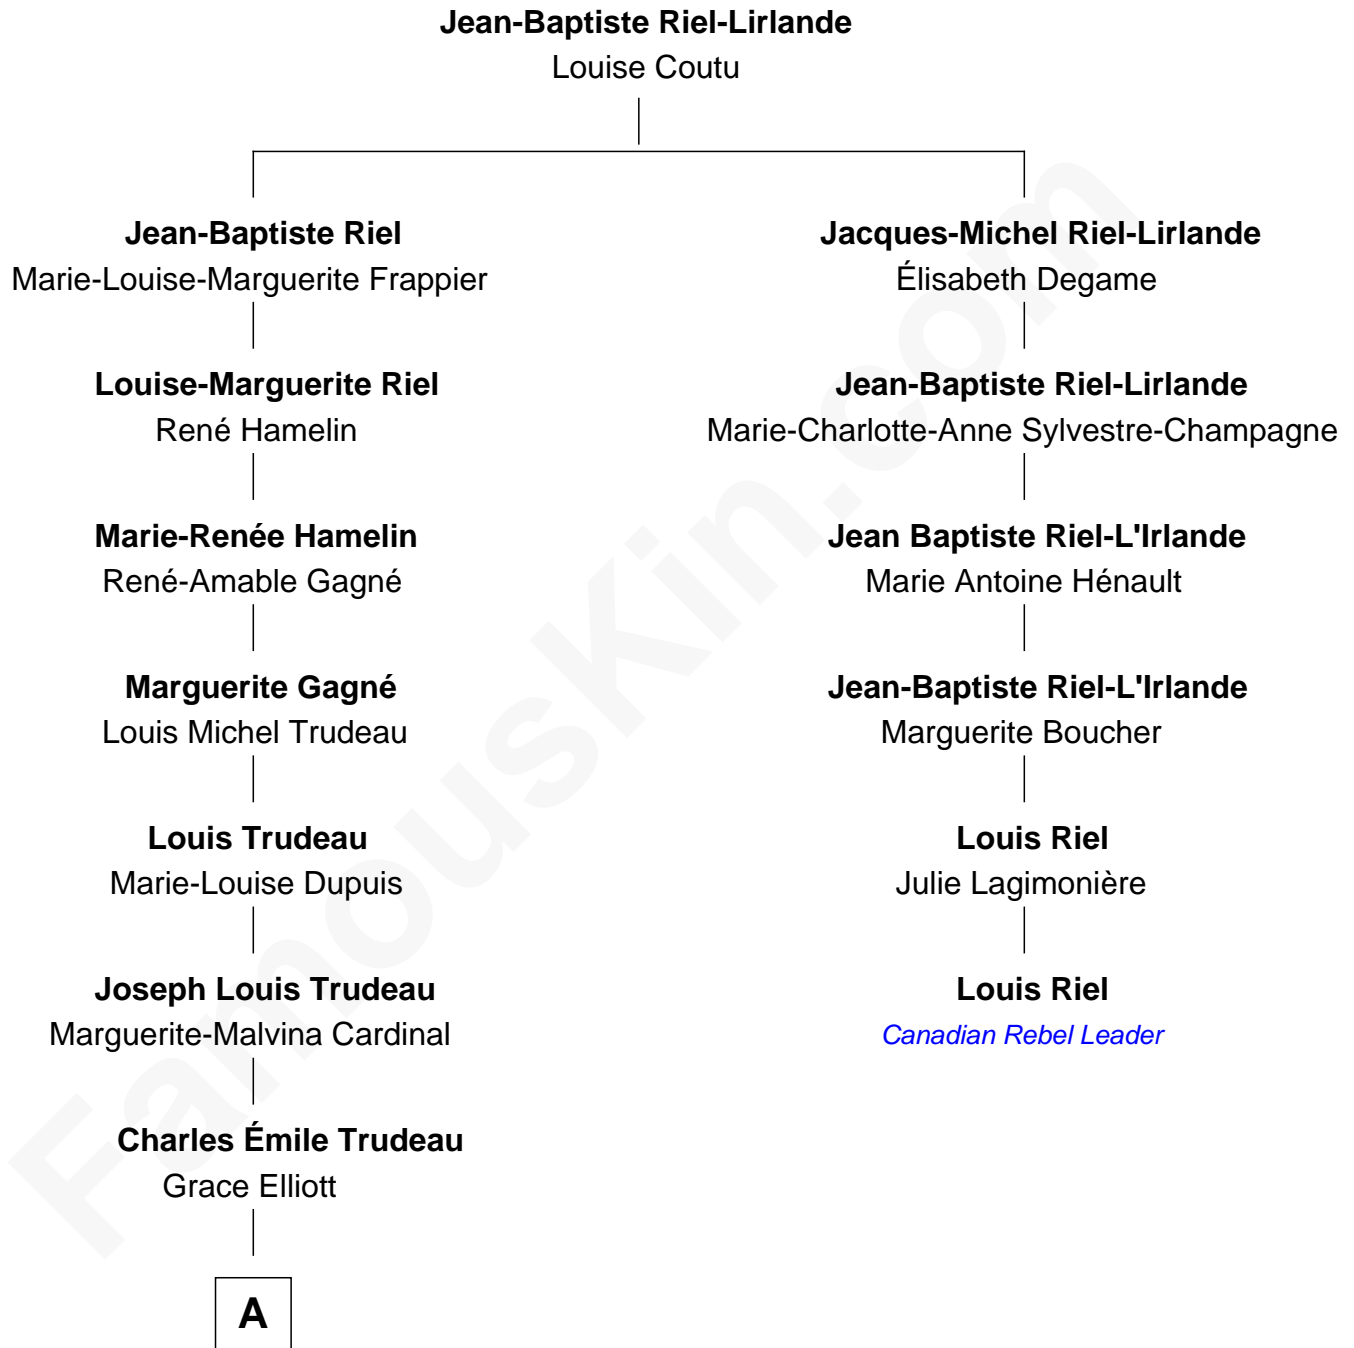 Jean-Baptiste Riel-Lirlande
Louise Coutu
Jean-Baptiste Riel
Marie-Louise-Marguerite Frappier
Jacques-Michel Riel-Lirlande
Élisabeth Degame
Louise-Marguerite Riel
René Hamelin
Jean-Baptiste Riel-Lirlande
Marie-Charlotte-Anne Sylvestre-Champagne
Marie-Renée Hamelin
René-Amable Gagné
Jean Baptiste Riel-L'Irlande
Marie Antoine Hénault
Marguerite Gagné
Louis Michel Trudeau
Jean-Baptiste Riel-L'Irlande
Marguerite Boucher
Louis Trudeau
Marie-Louise Dupuis
Louis Riel
Julie Lagimonière
Joseph Louis Trudeau
Marguerite-Malvina Cardinal
Louis Riel
Canadian Rebel Leader
Charles Émile Trudeau
Grace Elliott
A
FamousKin.com